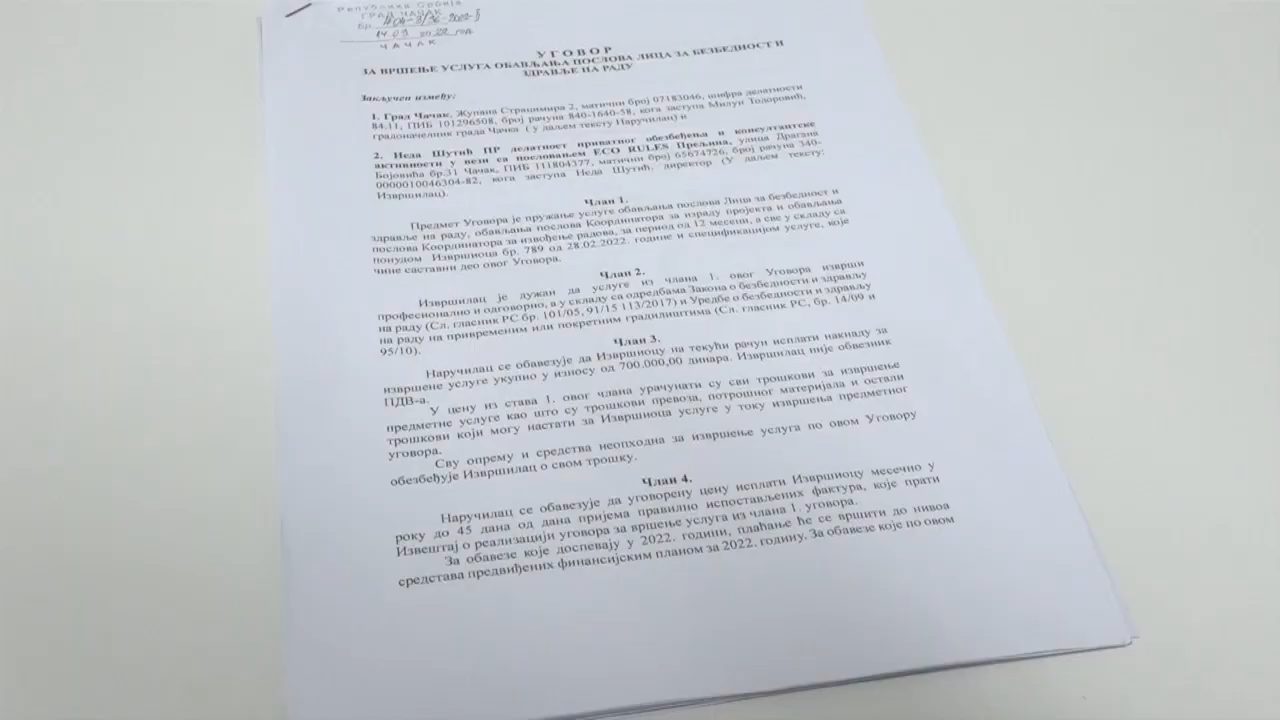 Република Србија
ГРАД ЧАЧАК
бр. 404-3/36-2022-
14 03 20 22 год
ЧАЧАК
УГОВОР
ЗА ВРШЕЊЕ УСЛУГА ОБАВЉАЊА ПОСЛОВА ЛИЦА ЗА БЕЗБЕДНОСТ И
ЗДРАВЉЕ НА РАДУ
Закључен између:
1. Град Чачак, Жупана Страцимира 2, матични број 07183046, шифра делатности
84.11, ПИБ 101296508, број рачуна 840-1640-58, кога заступа Милун Тодоровић,
градоначелник града Чачка ( у даљем тексту Наручилац) и
2. Неда Шутић ПР делатност приватног обезбеђења и консултантске
активности у вези са пословањем ECO RULES Прељина, улица Драгана
Бојовића бр.31 Чачак, ПИБ 111804377, матични број 65674726, број рачуна 340-
0000010046304-82, кога заступа Неда Шутић, директор (У даљем тексту:
Извршилац).
Члан 1.
Предмет Уговора је пружање услуге обављања послова Лица за безбедност и
здравље на раду, обављања послова Координатора за израду пројекта и обављања
послова Координатора за извођење радова, за период од 12 месеци, а све у складу са
понудом Извршиоца бр. 789 од 28.02.2022. године и спецификацијом услуге, које
чине саставни део овог Уговора.
Члан 2.
Извршилац је дужан да услуге из члана 1. овог Уговора изврши
професионално и одговорно, а у складу са одредбама Закона о безбедности и здрављу
на раду (Сл. гласник РС бр. 101/05, 91/15 113/2017) и Уредбе о безбедности и здрављу
на раду на привременим или покретним градилиштима (Сл. гласник РС, бр. 14/09 и
95/10).
Члан 3.
Наручилац се обавезује да Извршиоцу на текући рачун исплати накнаду за
извршене услуге укупно у износу од 700.000,00 динара. Извршилац није обвезник
ПДВ-а.
У цену из става 1. овог члана урачунати су сви трошкови за извршење
предметне услуге као што су трошкови превоза, потрошног материјала и остали
трошкови који могу настати за Извршиоца услуге у току извршења предметног
уговора.
Сву опрему и средства неопходна за извршење услуга по овом Уговору
обезбеђује Извршилац о свом трошку.
Члан 4.
Наручилац се обавезује да уговорену цену исплати Извршиоцу месечно у
року до 45 дана од дана пријема правилно испостављених фактура, које прати
Извештај о реализацији уговора за вршење услуга из члана 1. уговора.
За обавезе које доспевају у 2022. години, плаћање ће се вршити до нивоа
средстава предвиђених финансијским планом за 2022. годину. За обавезе које по овом